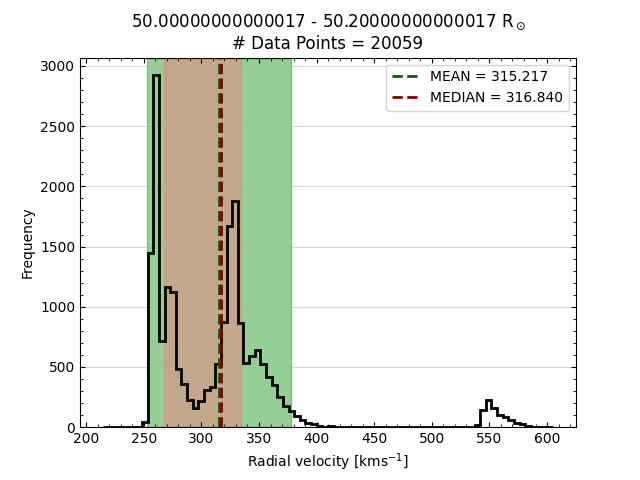 50.00000000000017 - 50.20000000000017 R⊙
# Data Points = 20059
MEAN = 315.217
MEDIAN = 316.840
3000
2500
2000
1500
1000
500
0
Frequency
200 250 300 350 400 450 500 550 600
Radial velocity [kms⁻¹]